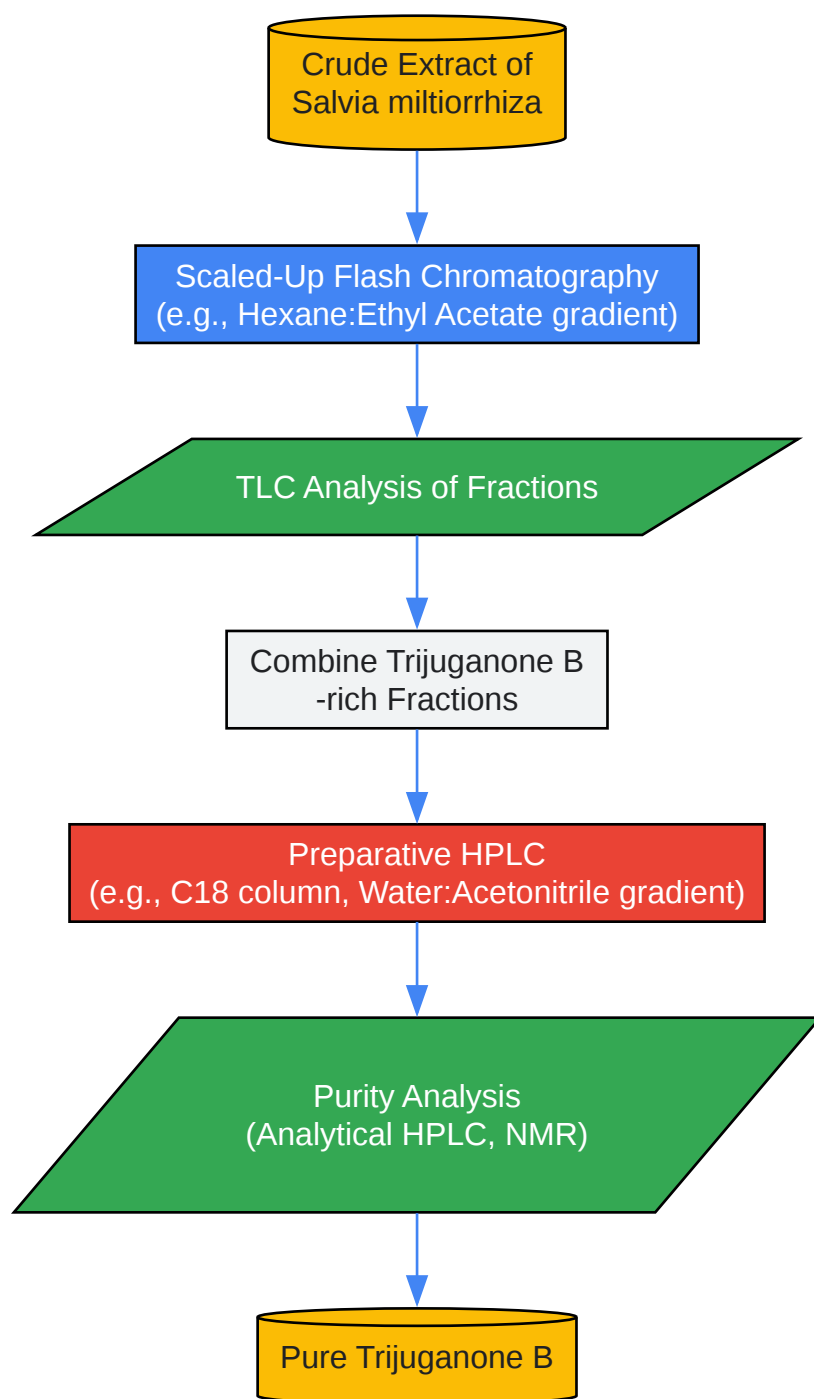 Crude Extract of
Salvia miltiorrhiza
Scaled-Up Flash Chromatography
(e.g., Hexane:Ethyl Acetate gradient)
TLC Analysis of Fractions
Combine Trijuganone B
-rich Fractions
Preparative HPLC
(e.g., C18 column, Water:Acetonitrile gradient)
Purity Analysis
(Analytical HPLC, NMR)
Pure Trijuganone B